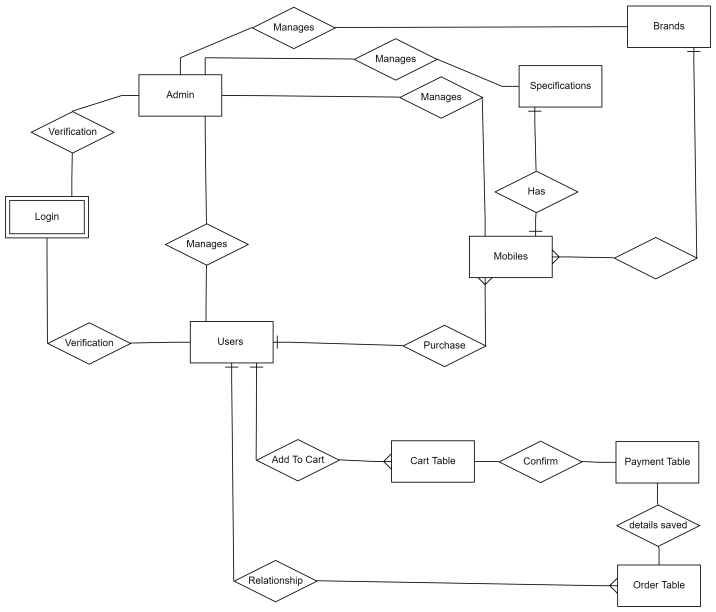 Manages
Brands
Manages
Specifications
Admin
Manages
Verification
Has
Login
Manages
Mobiles
Verification
Users
Purchase
Add To Cart
Cart Table
Confirm
Payment Table
details saved
Relationship
Order Table